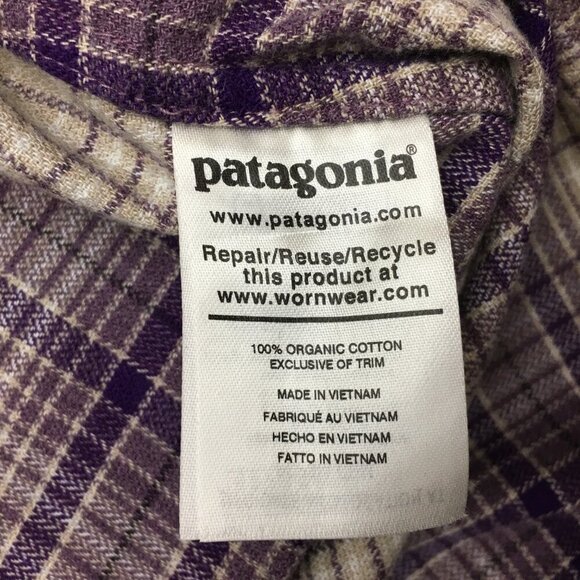 patagonia®
www.patagonia.com
Repair/Reuse/Recycle
this product at
www.wornwear.com
100% ORGANIC COTTON
EXCLUSIVE OF TRIM
MADE IN VIETNAM
FABRIQUÉ AU VIETNAM
HECHO EN VIETNAM
FATTO IN VIETNAM